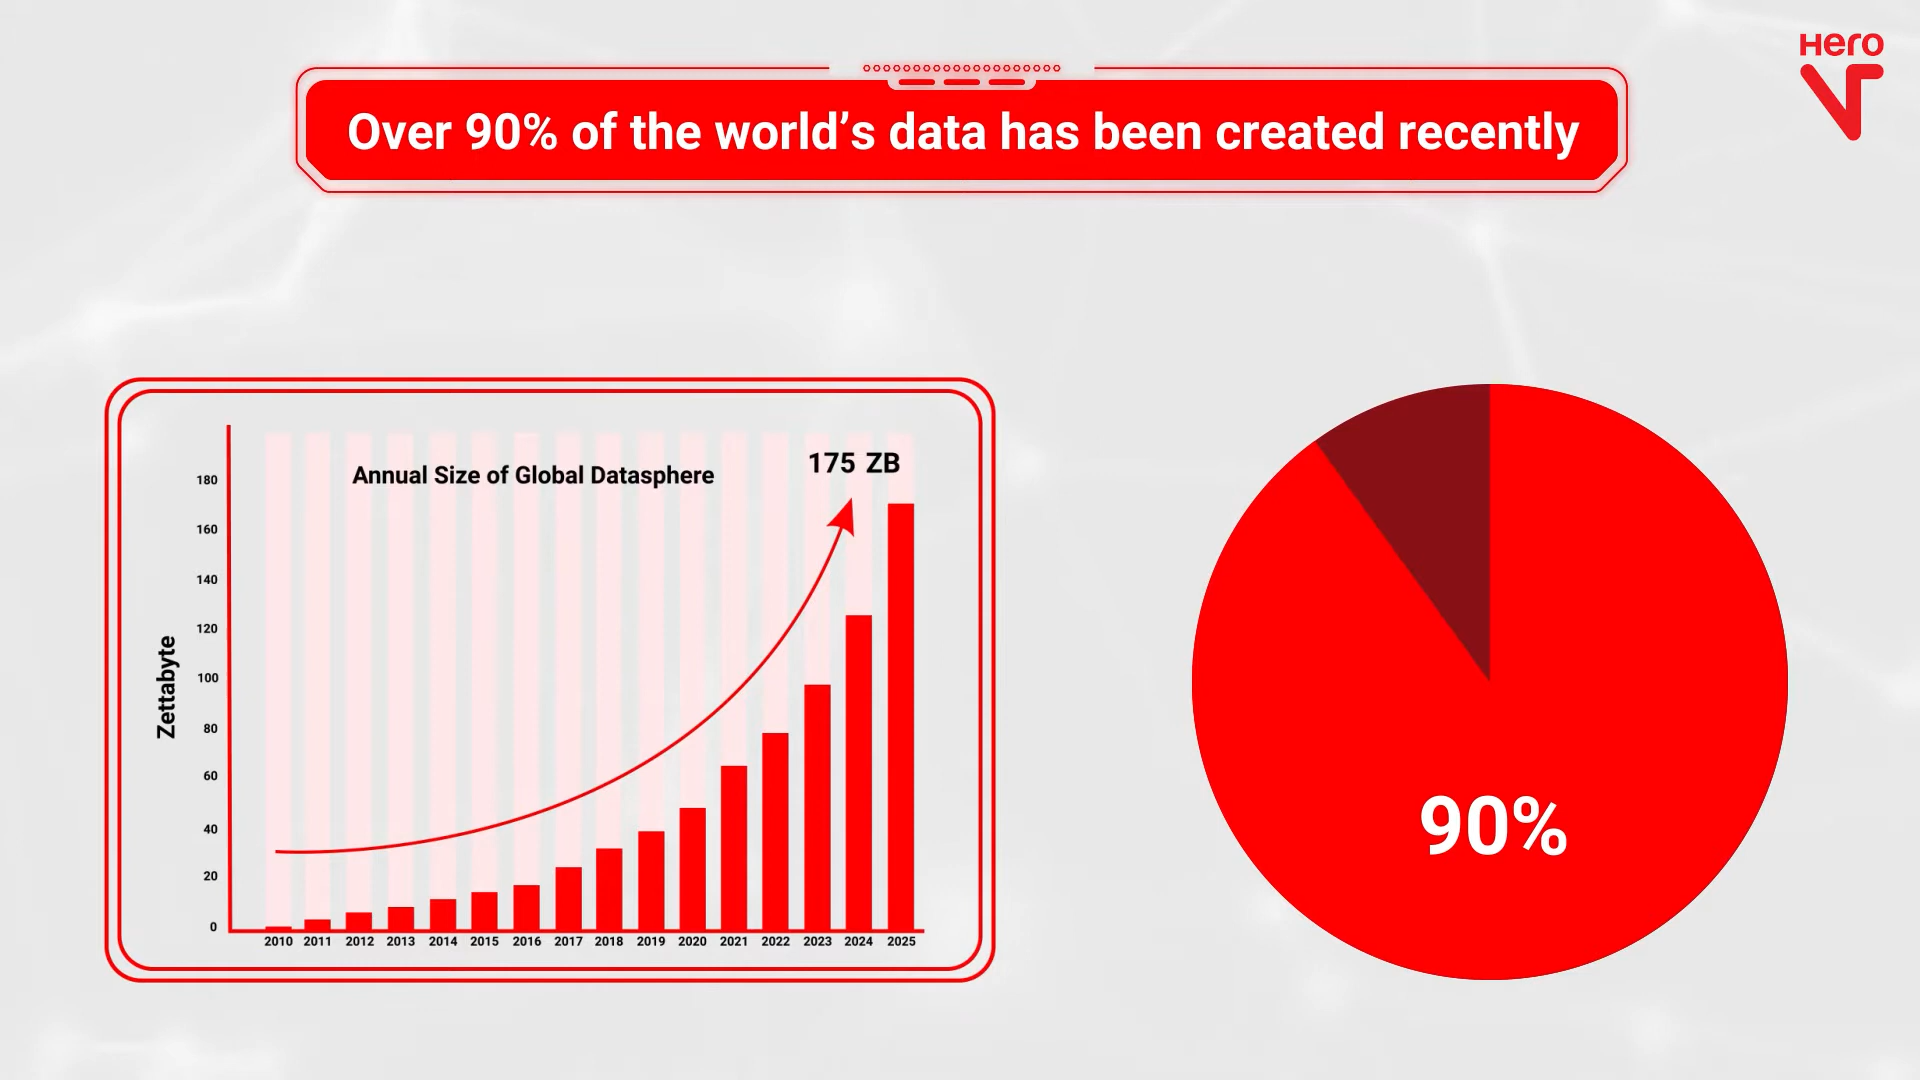 Hero
Over 90% of the world’s data has been created recently
Annual Size of Global Datasphere
175 ZB
Zettabyte
180
160
140
120
100
80
60
40
20
0
2010 2011 2012 2013 2014 2015 2016 2017 2018 2019 2020 2021 2022 2023 2024 2025
90%